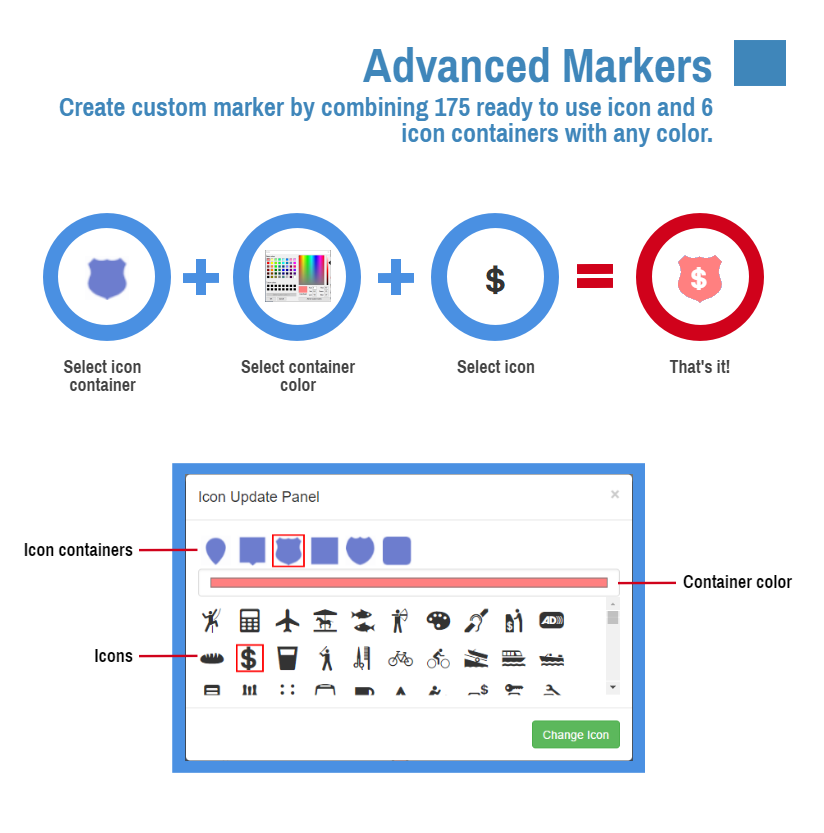 Advanced Markers
Create custom marker by combining 175 ready to use icon and 6
icon containers with any color.
$
$
Select icon
container
Select container
color
Select icon
That's it!
Icon Update Panel
×
Icon containers
Container color
AD
Icons
$
Change Icon